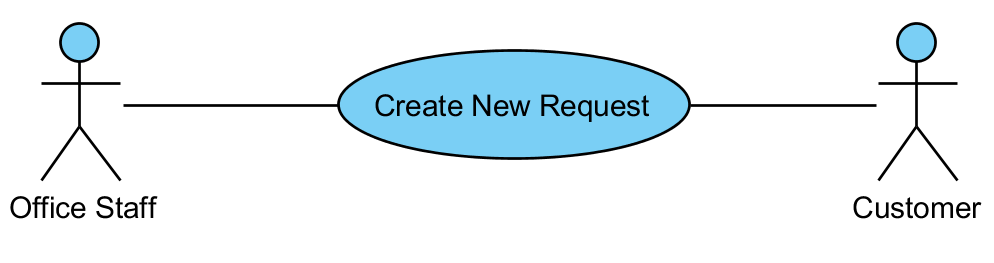 Create New Request
Office Staff
Customer